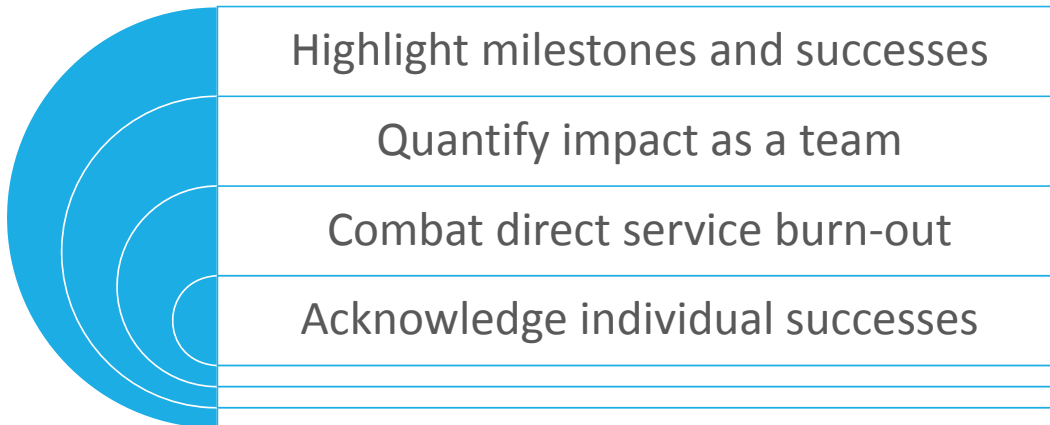 Highlight milestones and successes
Quantify impact as a team
Combat direct service burn-out
Acknowledge individual successes